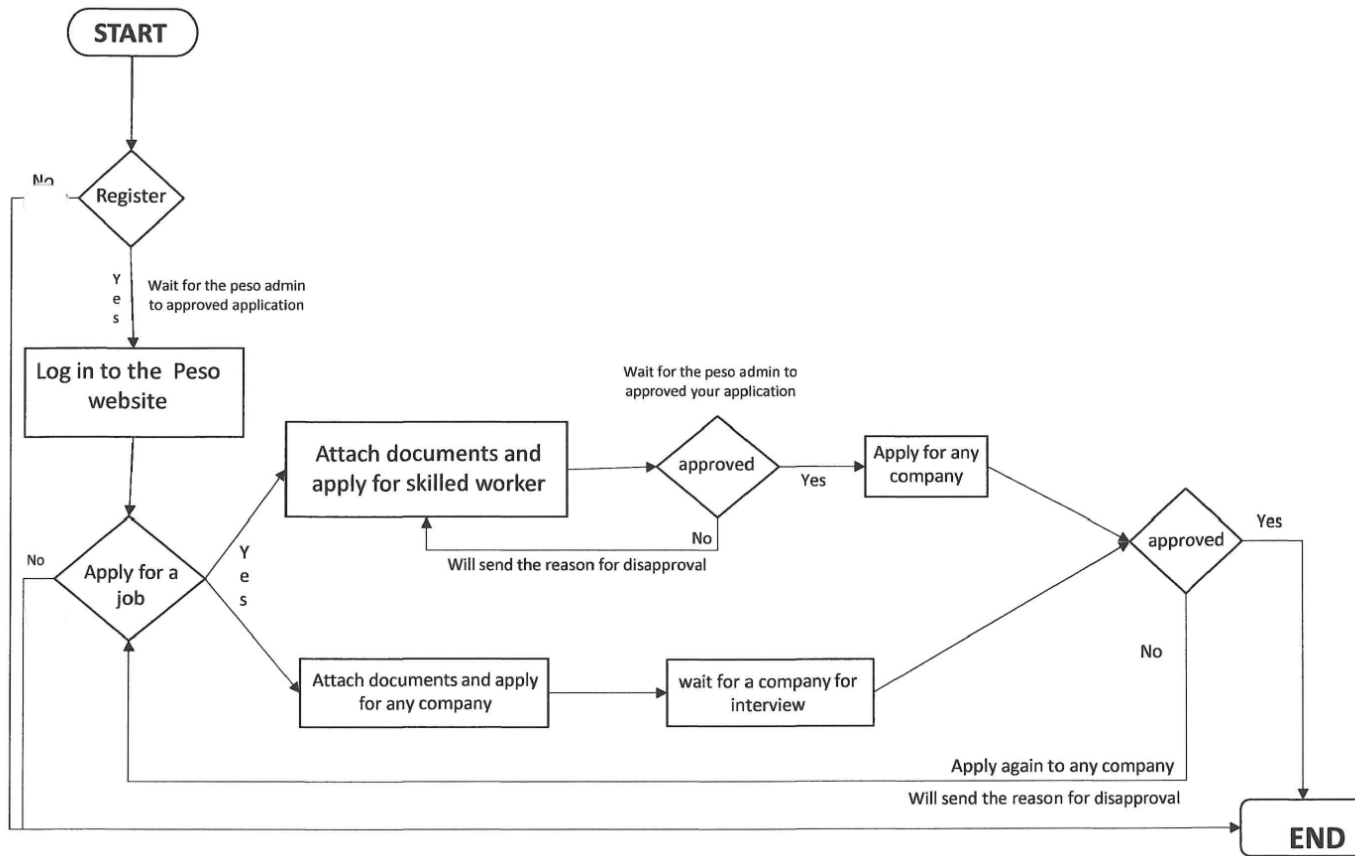 START
No
Register
Yes
Wait for the peso admin
to approved application
Log in to the Peso
website
No
Apply for a
job
Yes
Attach documents and
apply for skilled worker
Wait for the peso admin to
approved your application
approved
Yes
No
Will send the reason for disapproval
Apply for any
company
Attach documents and apply
for any company
wait for a company for
interview
approved
Yes
No
Apply again to any company
Will send the reason for disapproval
END